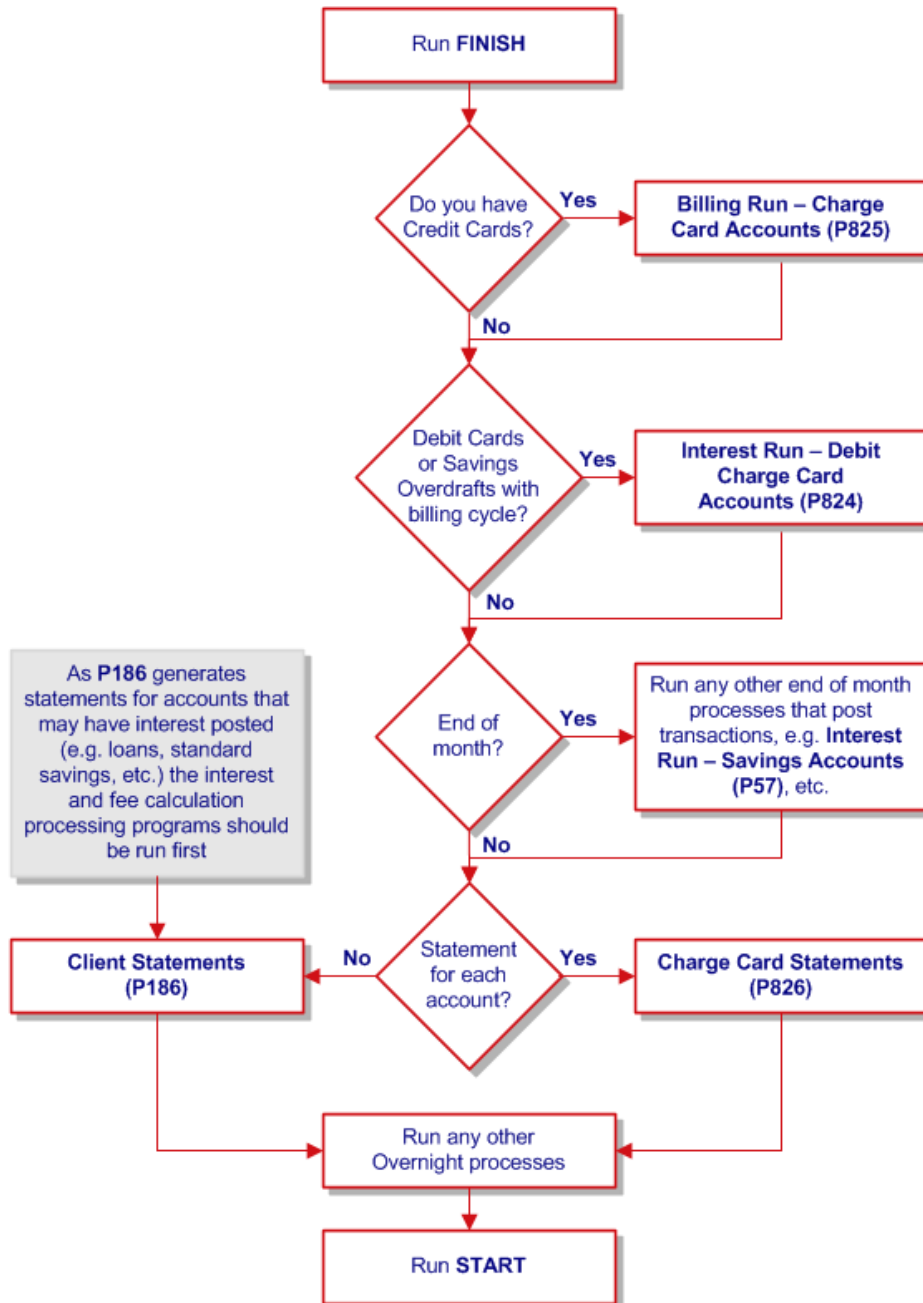 Run FINISH
Do you have
Credit Cards?
Yes
Billing Run – Charge
Card Accounts (P825)
No
Debit Cards
or Savings
Overdrafts with
billing cycle?
Yes
Interest Run – Debit
Charge Card
Accounts (P824)
No
As P186 generates
statements for accounts that
may have interest posted
(e.g. loans, standard
savings, etc.) the interest
and fee calculation
processing programs should
be run first
End of
month?
Yes
Run any other end of month
processes that post
transactions, e.g. Interest
Run – Savings Accounts
(P57), etc.
No
Client Statements
(P186)
No
Statement
for each
account?
Yes
Charge Card Statements
(P826)
Run any other
Overnight processes
Run START